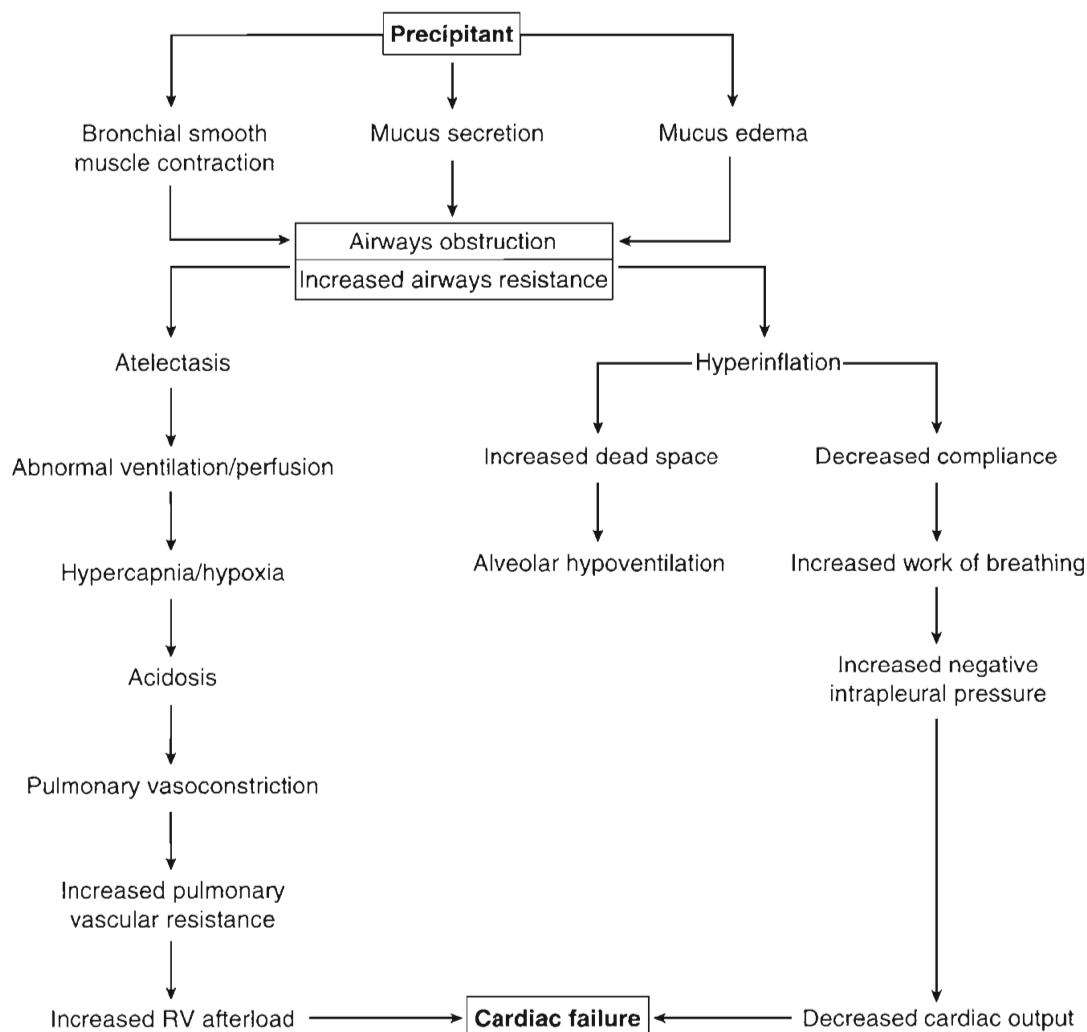 Precipitant
Bronchial smooth
muscle contraction
Mucus secretion
Mucus edema
Airways obstruction
Increased airways resistance
Atelectasis
Hyperinflation
Abnormal ventilation/perfusion
Increased dead space
Decreased compliance
Hypercapnia/hypoxia
Alveolar hypoventilation
Increased work of breathing
Acidosis
Increased negative
intrapleural pressure
Pulmonary vasoconstriction
Increased pulmonary
vascular resistance
Increased RV afterload
Cardiac failure
Decreased cardiac output